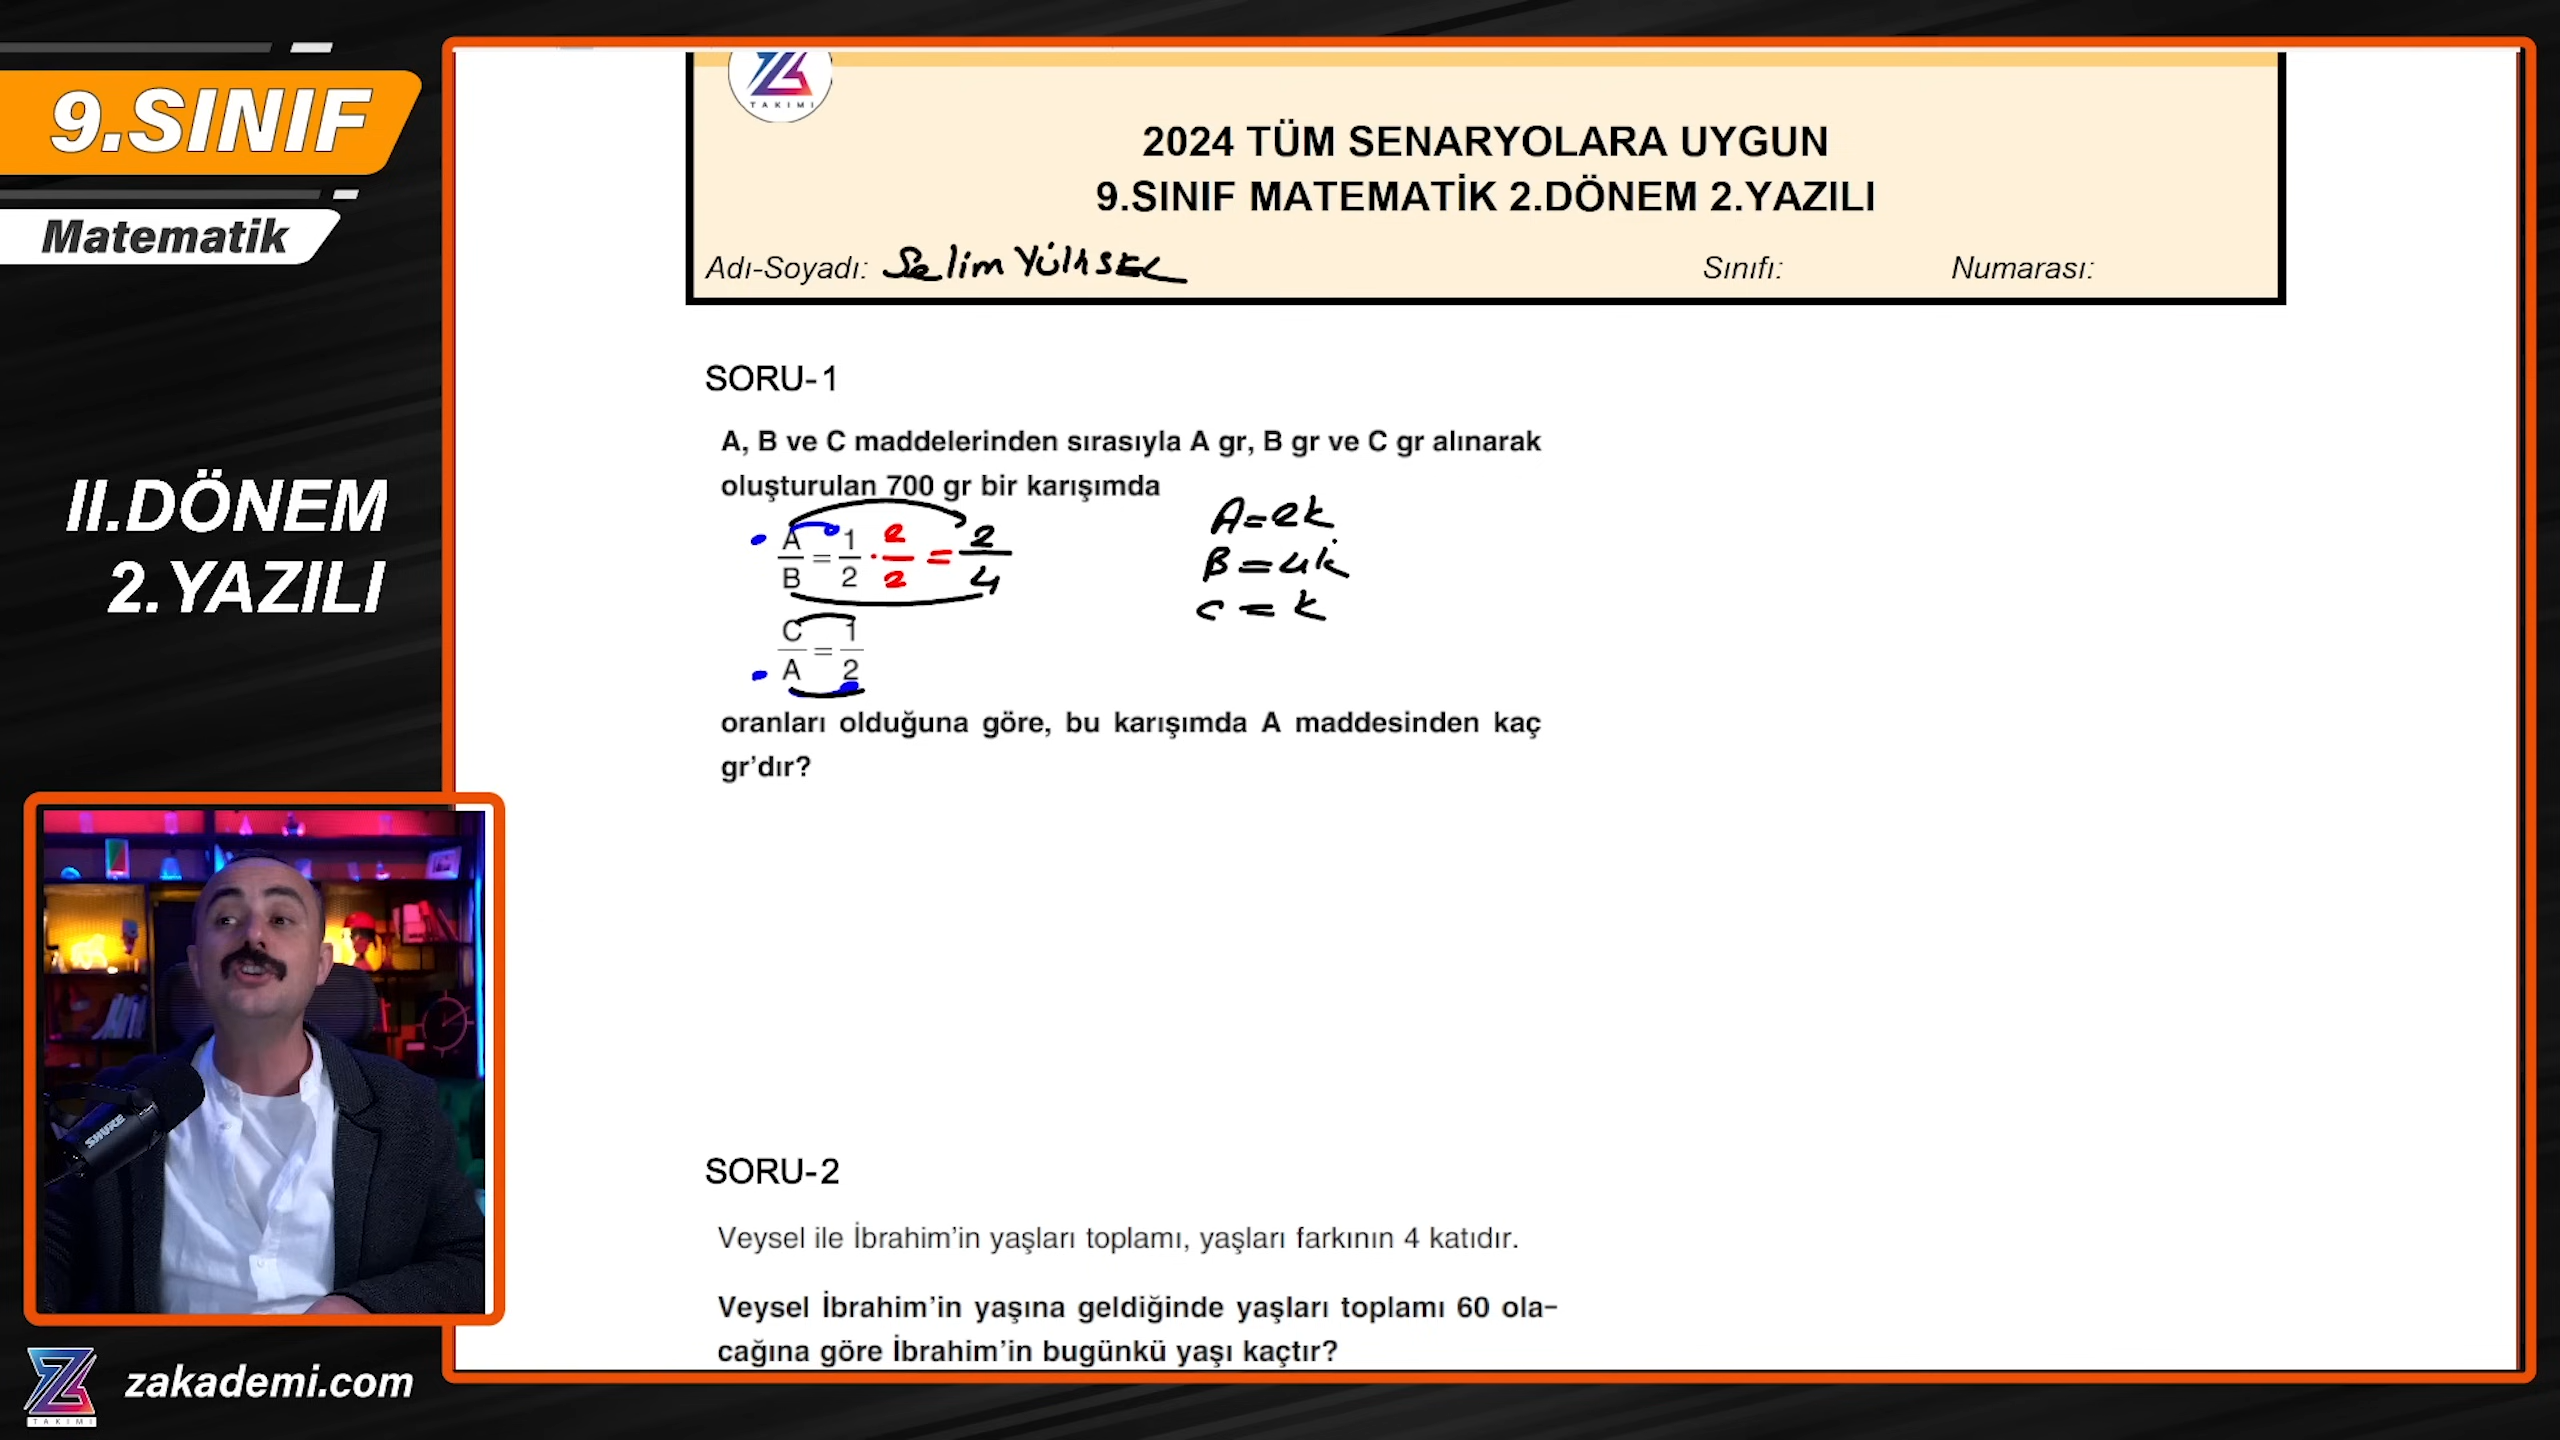 9.SINIF
Matematik
II.DÖNEM
2.YAZILI
TAKIMI
2024 TÜM SENARYOLARA UYGUN
9.SINIF MATEMATİK 2.DÖNEM 2.YAZILI
Adı-Soyadı: Selim YÜKSEL Sınıfı: Numarası:
SORU-1
A, B ve C maddelerinden sırasıyla A gr, B gr ve C gr alınarak
oluşturulan 700 gr bir karışımda
A/B = 1/2 · 2/2 = 2/4
C/A = 1/2
A=2k
B=4k
C=k
oranları olduğuna göre, bu karışımda A maddesinden kaç
gr'dır?
SORU-2
Veysel ile İbrahim'in yaşları toplamı, yaşları farkının 4 katıdır.
Veysel İbrahim'in yaşına geldiğinde yaşları toplamı 60 ola-
cağına göre İbrahim'in bugünkü yaşı kaçtır?
SHURE
TAKIMI
zakademi.com